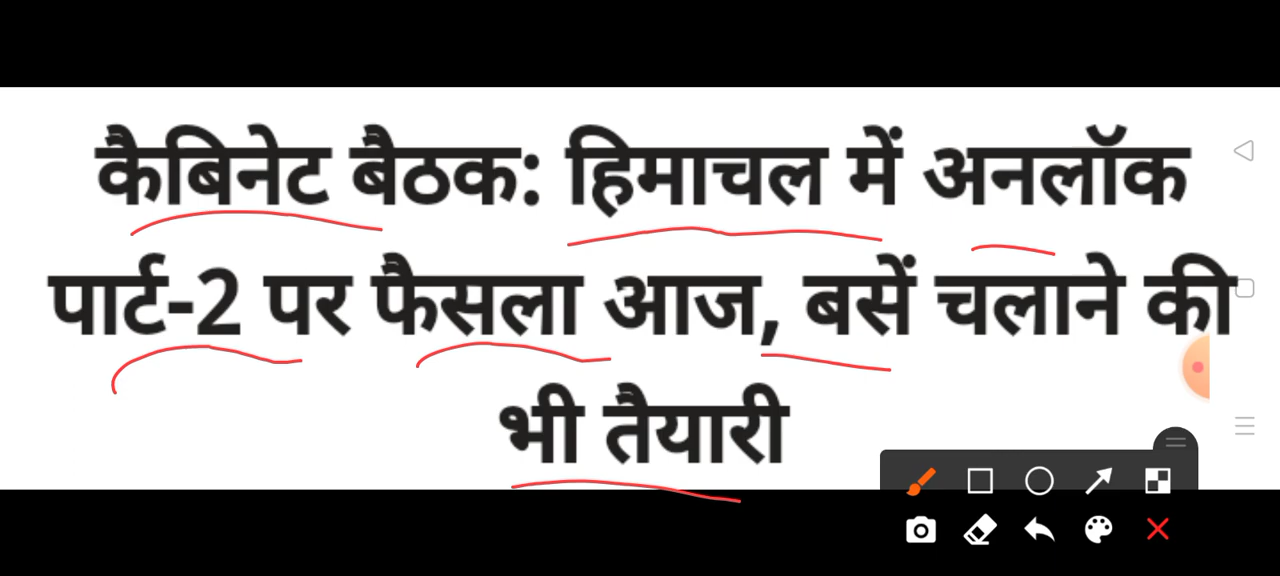 कैबिनेट बैठक: हिमाचल में अनलॉक
पार्ट-2 पर फैसला आज, बसें चलाने की
भी तैयारी